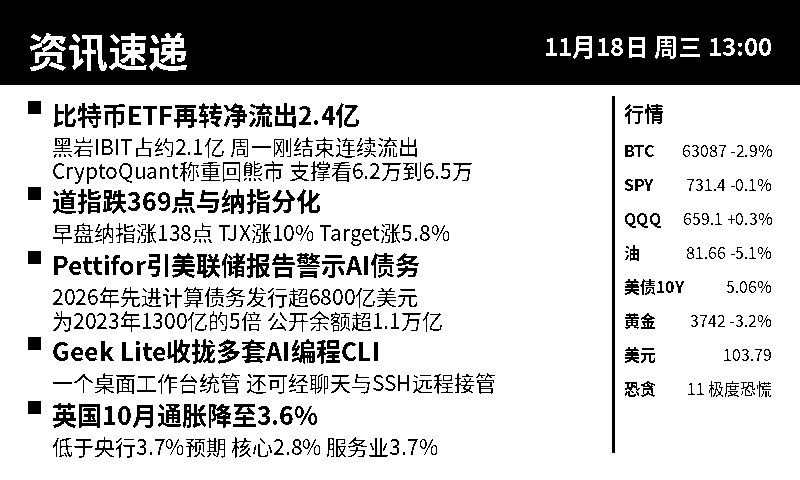 资讯速递
11月18日 周三 13:00
比特币ETF再转净流出2.4亿
黑岩IBIT占约2.1亿 周一刚结束连续流出
CryptoQuant称重回熊市 支撑看6.2万到6.5万
道指跌369点与纳指分化
早盘纳指涨138点 TJX涨10% Target涨5.8%
Pettifor引美联储报告警示AI债务
2026年先进计算债务发行超6800亿美元
为2023年1300亿的5倍 公开余额超1.1万亿
Geek Lite收拢多套AI编程CLI
一个桌面工作台统管 还可经聊天与SSH远程接管
英国10月通胀降至3.6%
低于央行3.7%预期 核心2.8% 服务业3.7%
行情
BTC 63087 -2.9%
SPY 731.4 -0.1%
QQQ 659.1 +0.3%
油 81.66 -5.1%
美债10Y 5.06%
黄金 3742 -3.2%
美元 103.79
恐贪 11 极度恐慌